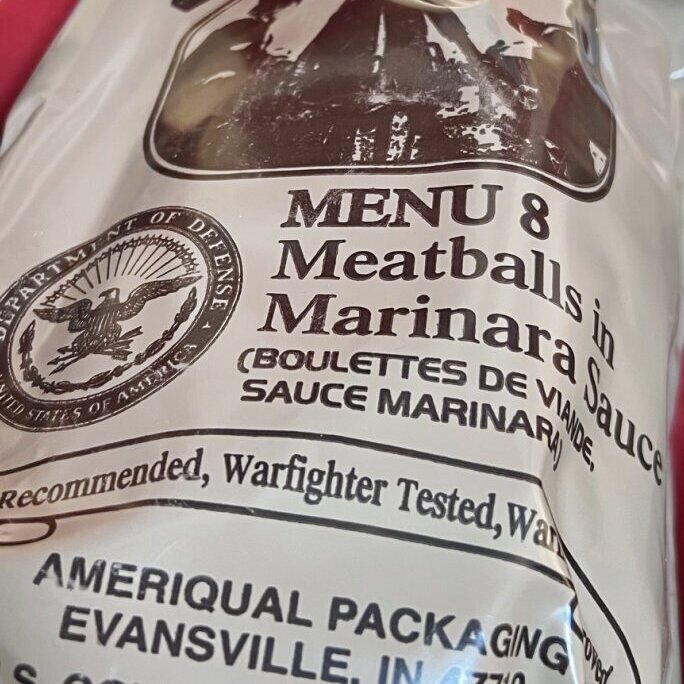 MENU 8
Meatballs in
Marinara Sauce
(BOULETTES DE VIANDE,
SAUCE MARINARA)
DEPARTMENT OF DEFENSE
UNITED STATES OF AMERICA
Recommended, Warfighter Tested, War
AMERIQUAL PACKAGING
EVANSVILLE, IN